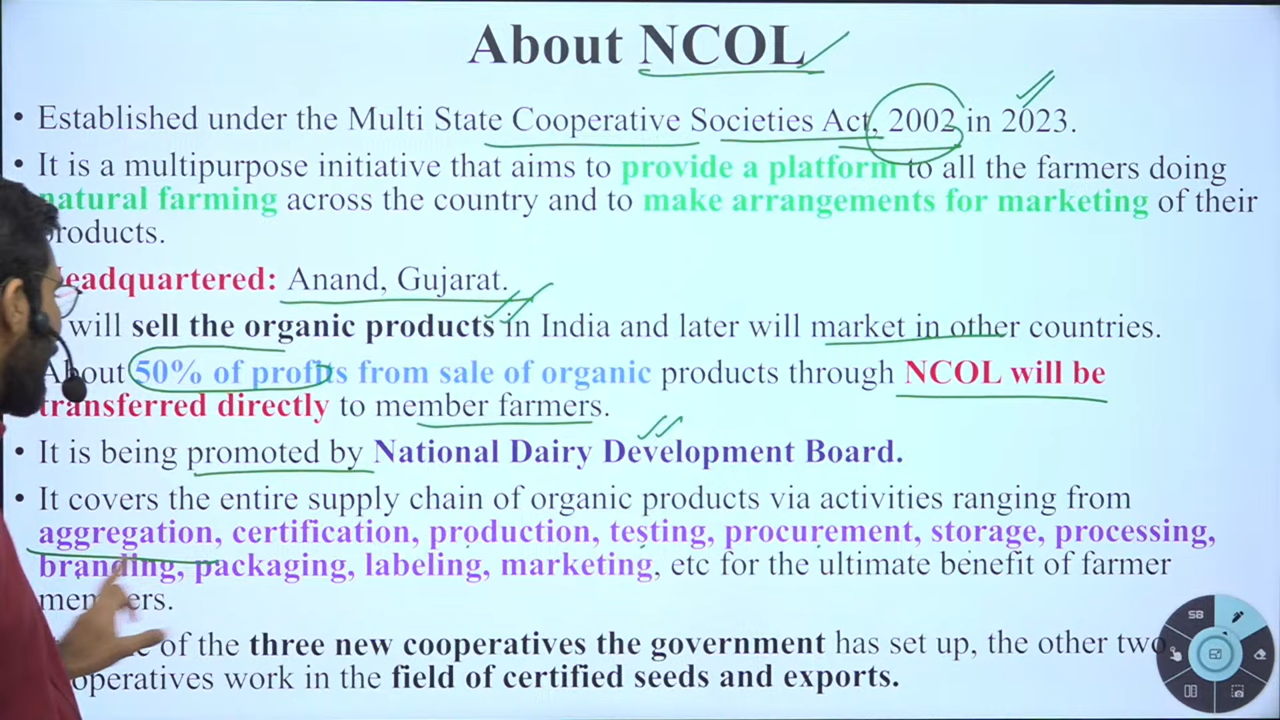 About NCOL
• Established under the Multi State Cooperative Societies Act, 2002 in 2023.
• It is a multipurpose initiative that aims to provide a platform to all the farmers doing
natural farming across the country and to make arrangements for marketing of their
products.
Headquartered: Anand, Gujarat.
will sell the organic products in India and later will market in other countries.
About 50% of profits from sale of organic products through NCOL will be
transferred directly to member farmers.
• It is being promoted by National Dairy Development Board.
• It covers the entire supply chain of organic products via activities ranging from
aggregation, certification, production, testing, procurement, storage, processing,
branding, packaging, labeling, marketing, etc for the ultimate benefit of farmer
members.
of the three new cooperatives the government has set up, the other two
cooperatives work in the field of certified seeds and exports.
SB